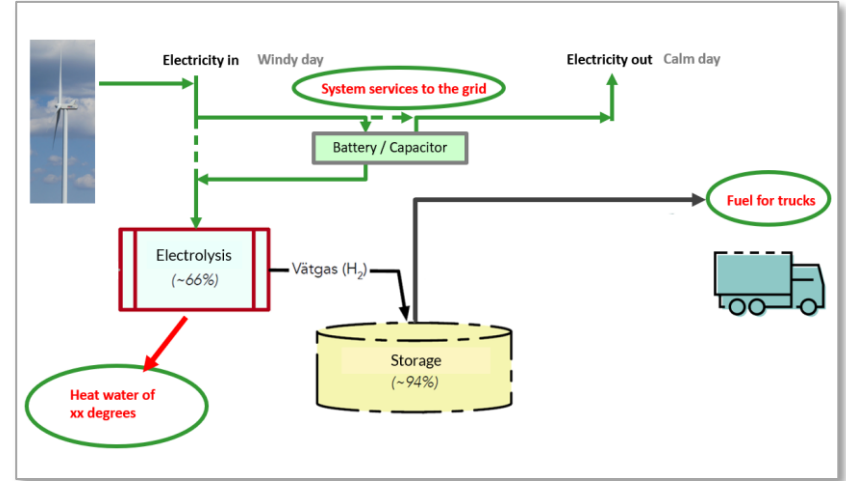 Electricity in Windy day
Electricity out Calm day
System services to the grid
Battery / Capacitor
Fuel for trucks
Electrolysis
(~66%)
Vätgas (H₂)
Storage
(~94%)
Heat water of
xx degrees